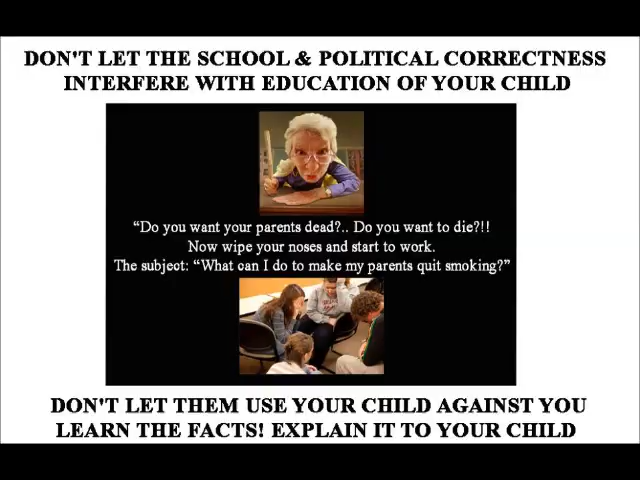 DON'T LET THE SCHOOL & POLITICAL CORRECTNESS
INTERFERE WITH EDUCATION OF YOUR CHILD
“Do you want your parents dead?.. Do you want to die?!!
Now wipe your noses and start to work.
The subject: “What can I do to make my parents quit smoking?”
DON'T LET THEM USE YOUR CHILD AGAINST YOU
LEARN THE FACTS! EXPLAIN IT TO YOUR CHILD